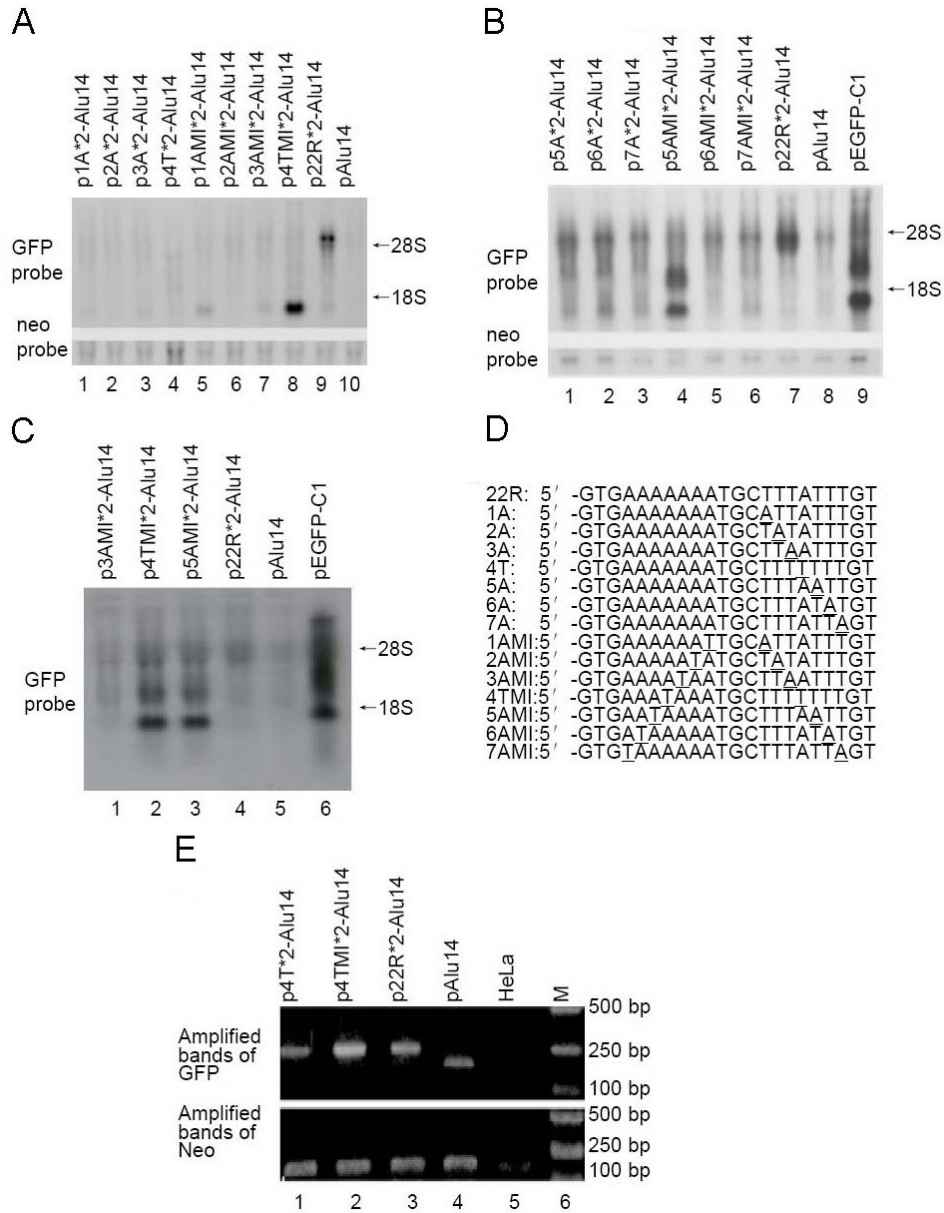 A
p1A*2-Alu14
p2A*2-Alu14
p3A*2-Alu14
p4T*2-Alu14
p1AMI*2-Alu14
p2AMI*2-Alu14
p3AMI*2-Alu14
p4TMI*2-Alu14
p22R*2-Alu14
pAlu14
GFP
probe
←28S
←18S
neo
probe
1 2 3 4 5 6 7 8 9 10
B
p5A*2-Alu14
p6A*2-Alu14
p7A*2-Alu14
p5AMI*2-Alu14
p6AMI*2-Alu14
p7AMI*2-Alu14
p22R*2-Alu14
pAlu14
pEGFP-C1
GFP
probe
←28S
←18S
neo
probe
1 2 3 4 5 6 7 8 9
C
p3AMI*2-Alu14
p4TMI*2-Alu14
p5AMI*2-Alu14
p22R*2-Alu14
pAlu14
pEGFP-C1
GFP
probe
←28S
←18S
1 2 3 4 5 6
D
22R: 5′ -GTGAAAAAAATGCTTTATTTGT
1A: 5′ -GTGAAAAAAATGCATTATTTGT
2A: 5′ -GTGAAAAAAATGCTATATTTGT
3A: 5′ -GTGAAAAAAATGCTTAATTTGT
4T: 5′ -GTGAAAAAAATGCTTTTTTTGT
5A: 5′ -GTGAAAAAAATGCTTTAATTGT
6A: 5′ -GTGAAAAAAATGCTTTATATGT
7A: 5′ -GTGAAAAAAATGCTTTATTAGT
1AMI:5′ -GTGAAAAAATTGCATTATTTGT
2AMI:5′ -GTGAAAAATATGCTATATTTGT
3AMI:5′ -GTGAAAATAATGCTTAATTTGT
4TMI:5′ -GTGAAATAAATGCTTTTTTTGT
5AMI:5′ -GTGAATAAAATGCTTTAATTGT
6AMI:5′ -GTGATAAAAATGCTTTATATGT
7AMI:5′ -GTGTAAAAAATGCTTTATTAGT
E
p4T*2-Alu14
p4TMI*2-Alu14
p22R*2-Alu14
pAlu14
HeLa
M
Amplified
bands of
GFP
500 bp
250 bp
100 bp
Amplified
bands of
Neo
500 bp
250 bp
100 bp
1 2 3 4 5 6